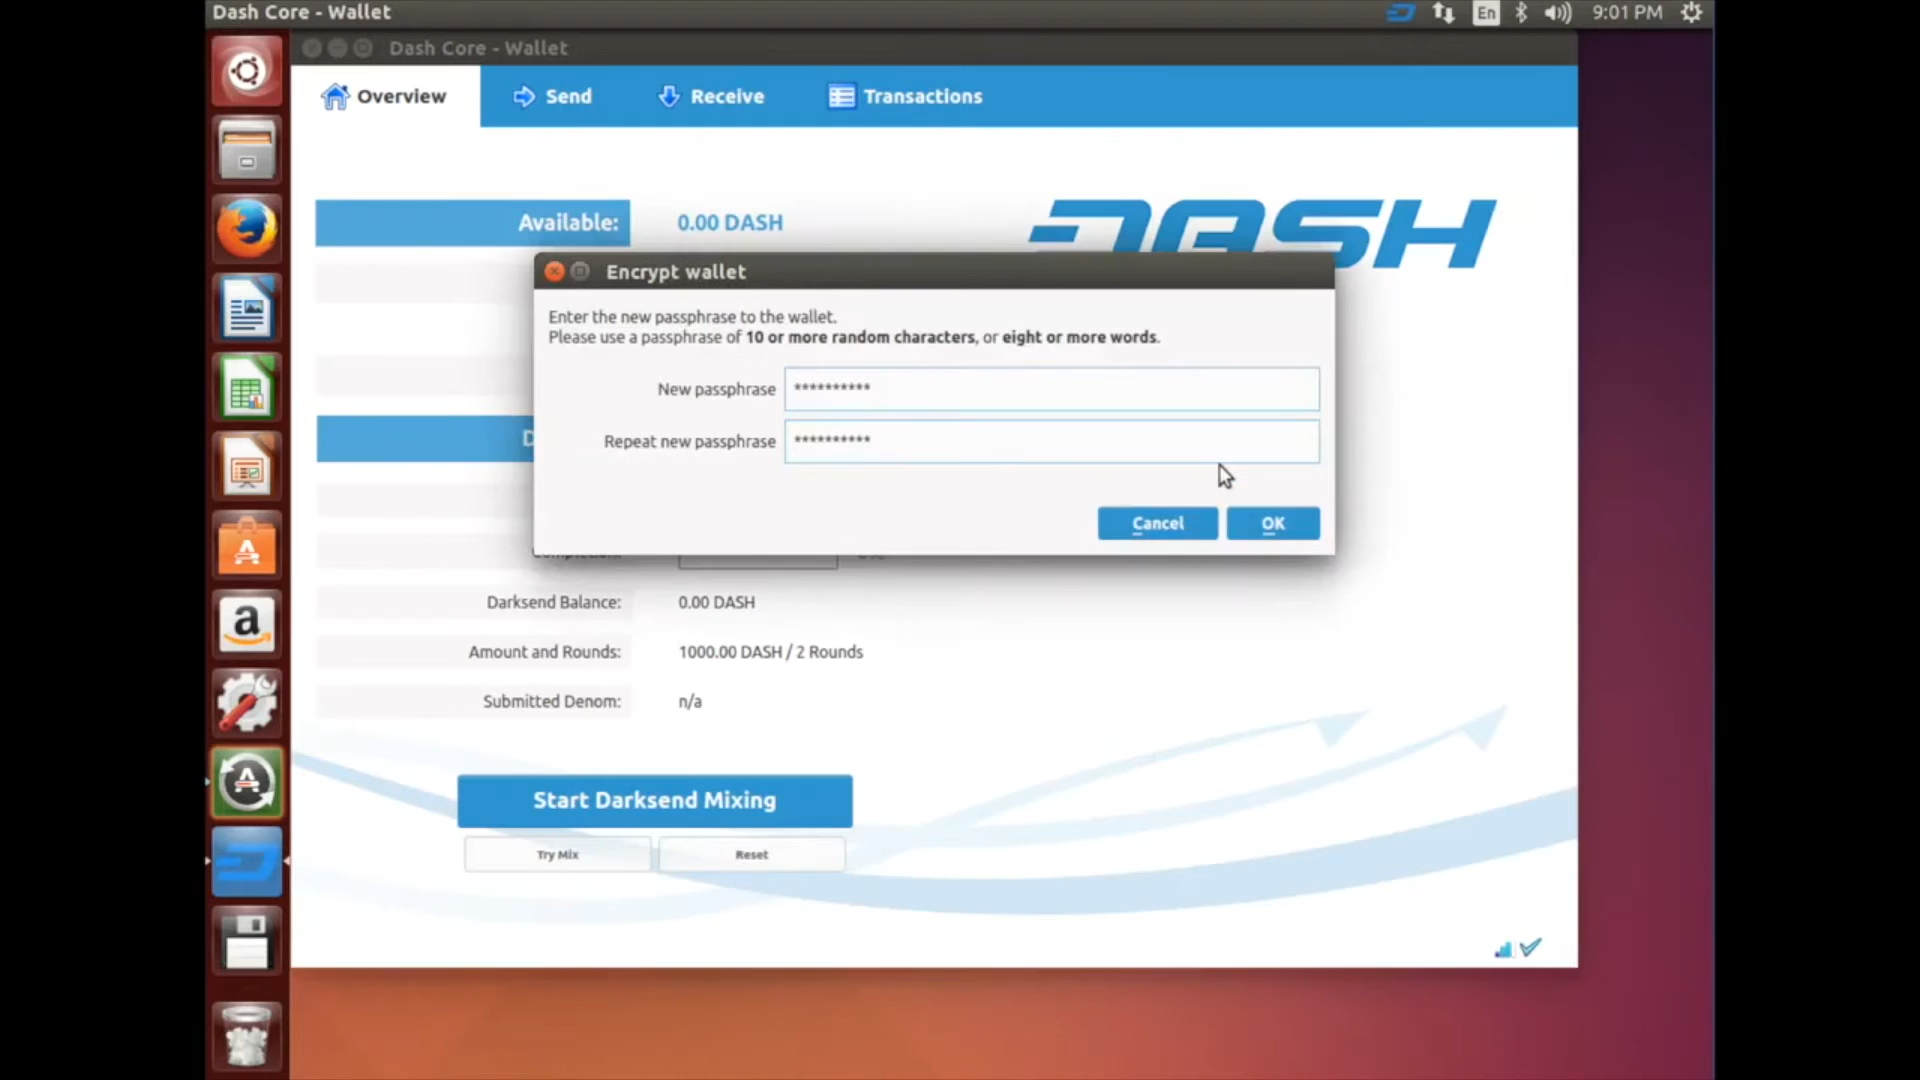 Dash Core - Wallet
En
9:01 PM
Dash Core - Wallet
Overview
Send
Receive
Transactions
Available:
0.00 DASH
DASH
Encrypt wallet
Enter the new passphrase to the wallet.
Please use a passphrase of 10 or more random characters, or eight or more words.
New passphrase
**********
Repeat new passphrase
**********
Cancel
OK
Darksend Balance:
0.00 DASH
Amount and Rounds:
1000.00 DASH / 2 Rounds
Submitted Denom:
n/a
Start Darksend Mixing
Try Mix
Reset